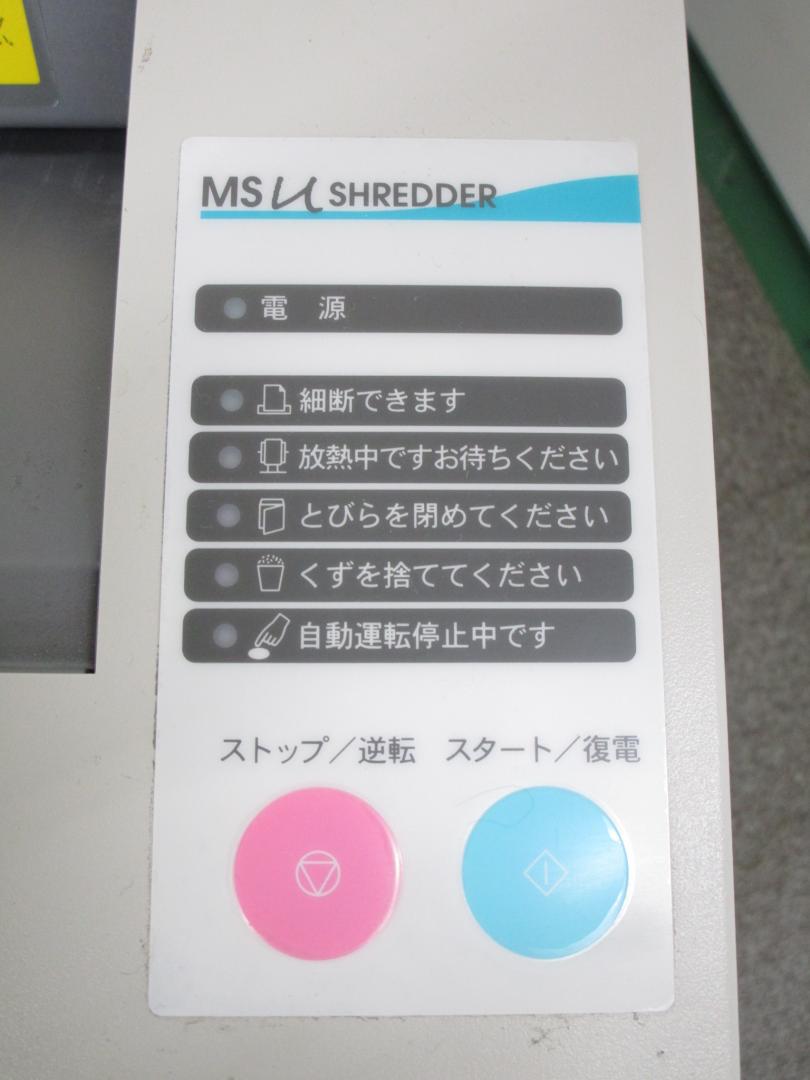 MS U SHREDDER
電 源
細断できます
放熱中ですお待ちください
とびらを閉めてください
くずを捨ててください
自動運転停止中です
ストップ／逆転 スタート／復電